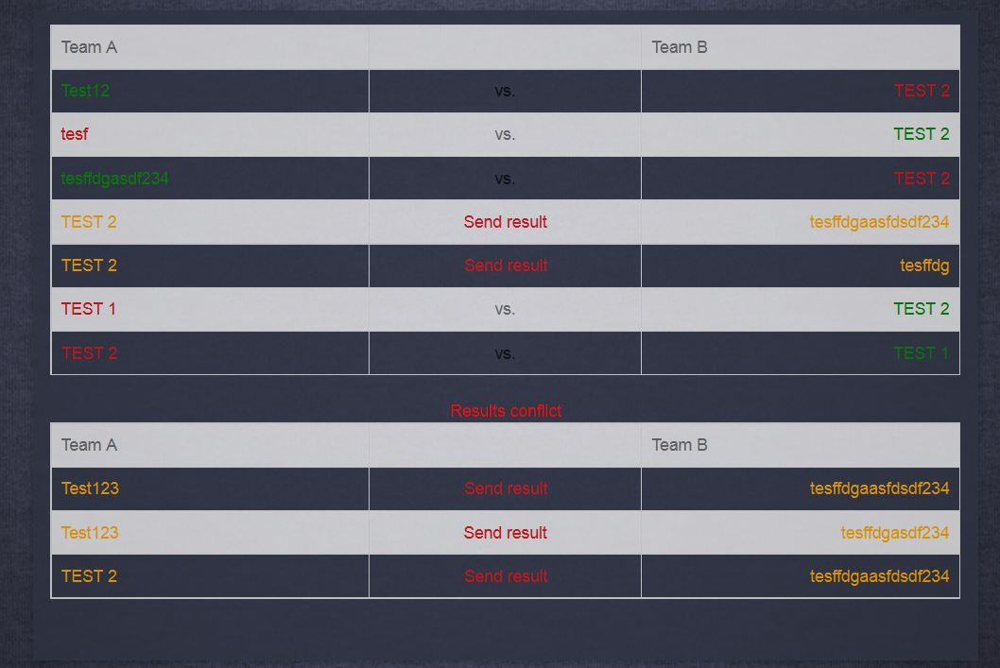 Team A Team B
Test12 vs. TEST 2
tesf vs. TEST 2
tesffdgasdf234 vs. TEST 2
TEST 2 Send result tesffdgaasfdsdf234
TEST 2 Send result tesffdg
TEST 1 vs. TEST 2
TEST 2 vs. TEST 1
Results conflict
Team A Team B
Test123 Send result tesffdgaasfdsdf234
Test123 Send result tesffdgasdf234
TEST 2 Send result tesffdgaasfdsdf234